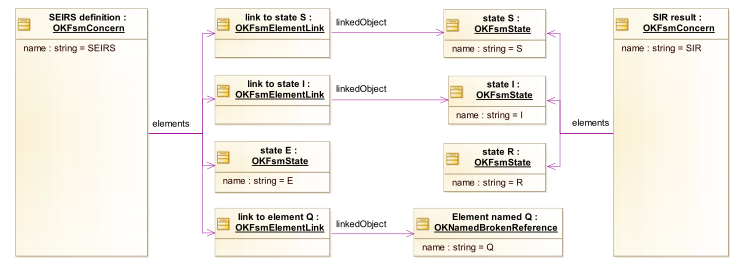 SEIRS definition :
OKFsmConcern
name : string = SEIRS
link to state S :
OKFsmElementLink
linkedObject
state S :
OKFsmState
name : string = S
SIR result :
OKFsmConcern
name : string = SIR
link to state I :
OKFsmElementLink
linkedObject
state I :
OKFsmState
name : string = I
elements
elements
state E :
OKFsmState
name : string = E
state R :
OKFsmState
name : string = R
link to element Q :
OKFsmElementLink
linkedObject
Element named Q :
OKNamedBrokenReference
name : string = Q